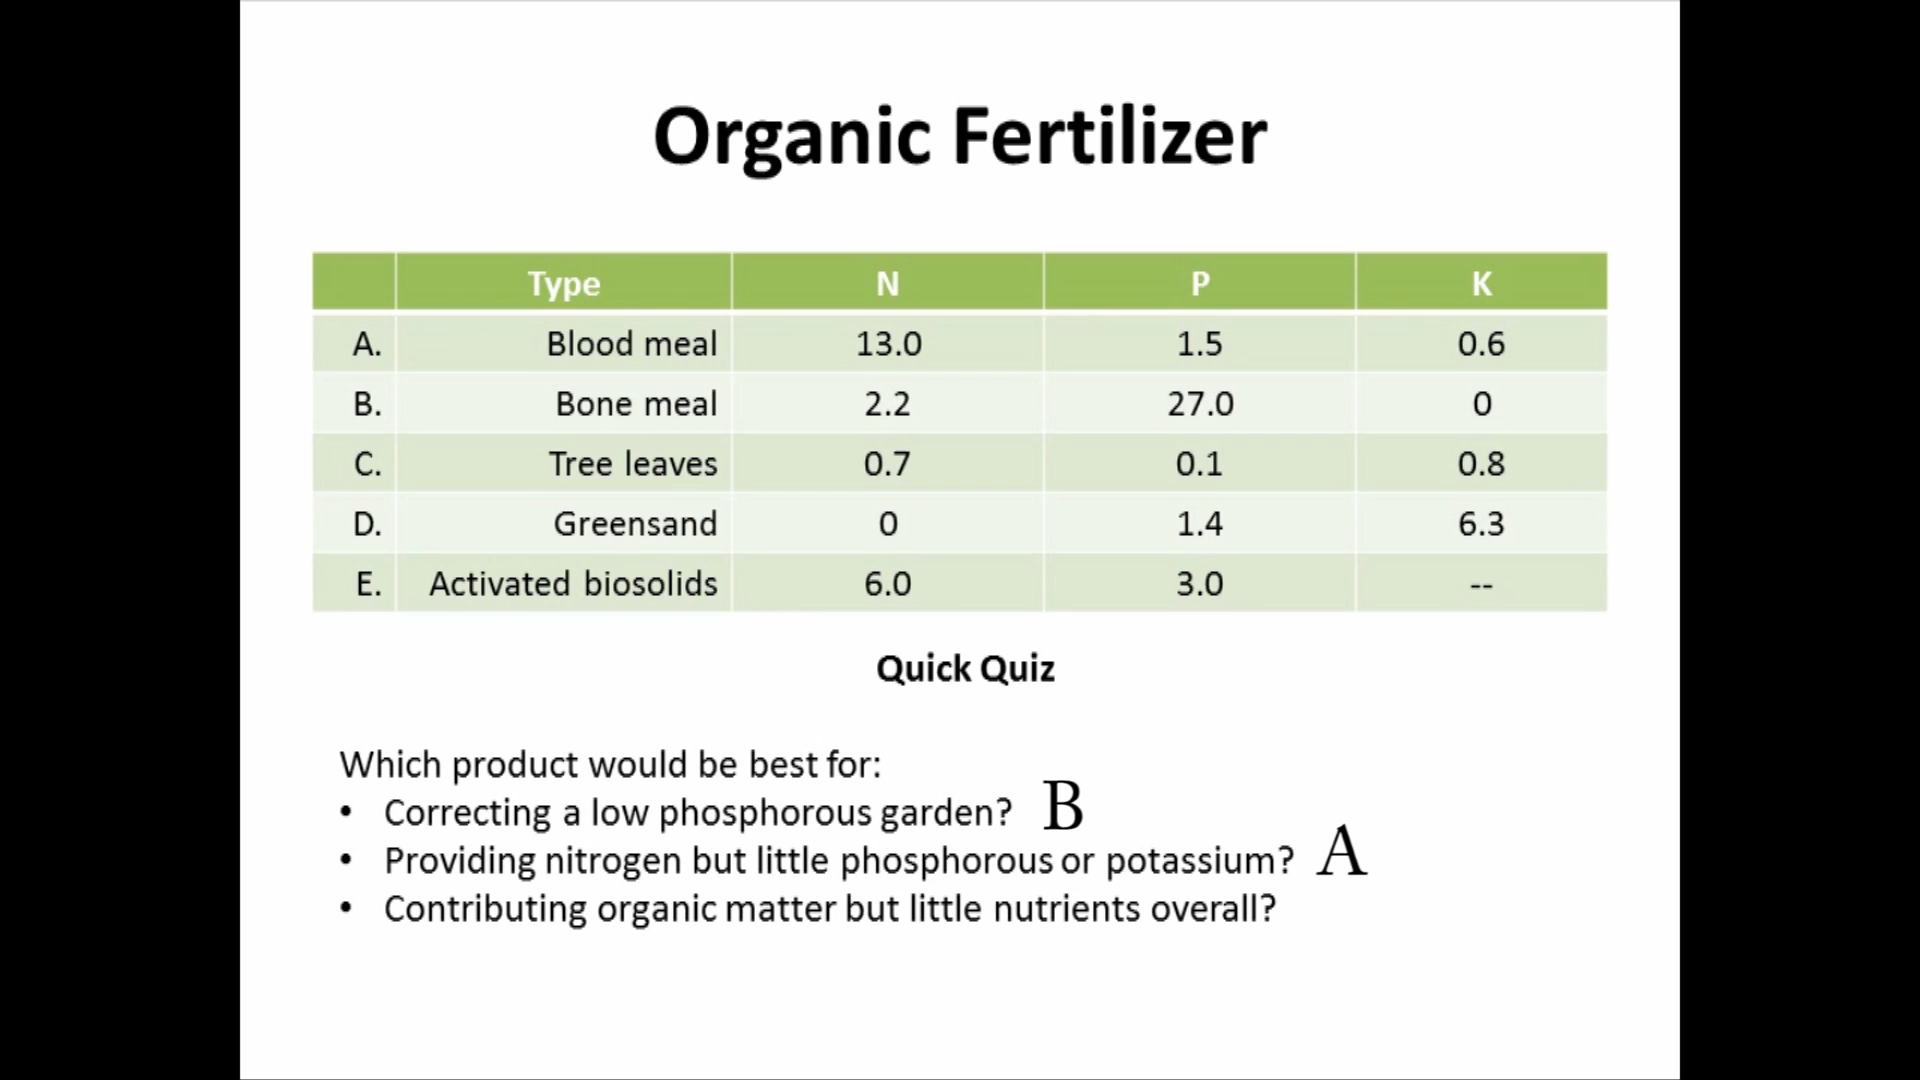 Organic Fertilizer
Type N P K
A. Blood meal 13.0 1.5 0.6
B. Bone meal 2.2 27.0 0
C. Tree leaves 0.7 0.1 0.8
D. Greensand 0 1.4 6.3
E. Activated biosolids 6.0 3.0 --
Quick Quiz
Which product would be best for:
• Correcting a low phosphorous garden? B
• Providing nitrogen but little phosphorous or potassium? A
• Contributing organic matter but little nutrients overall?